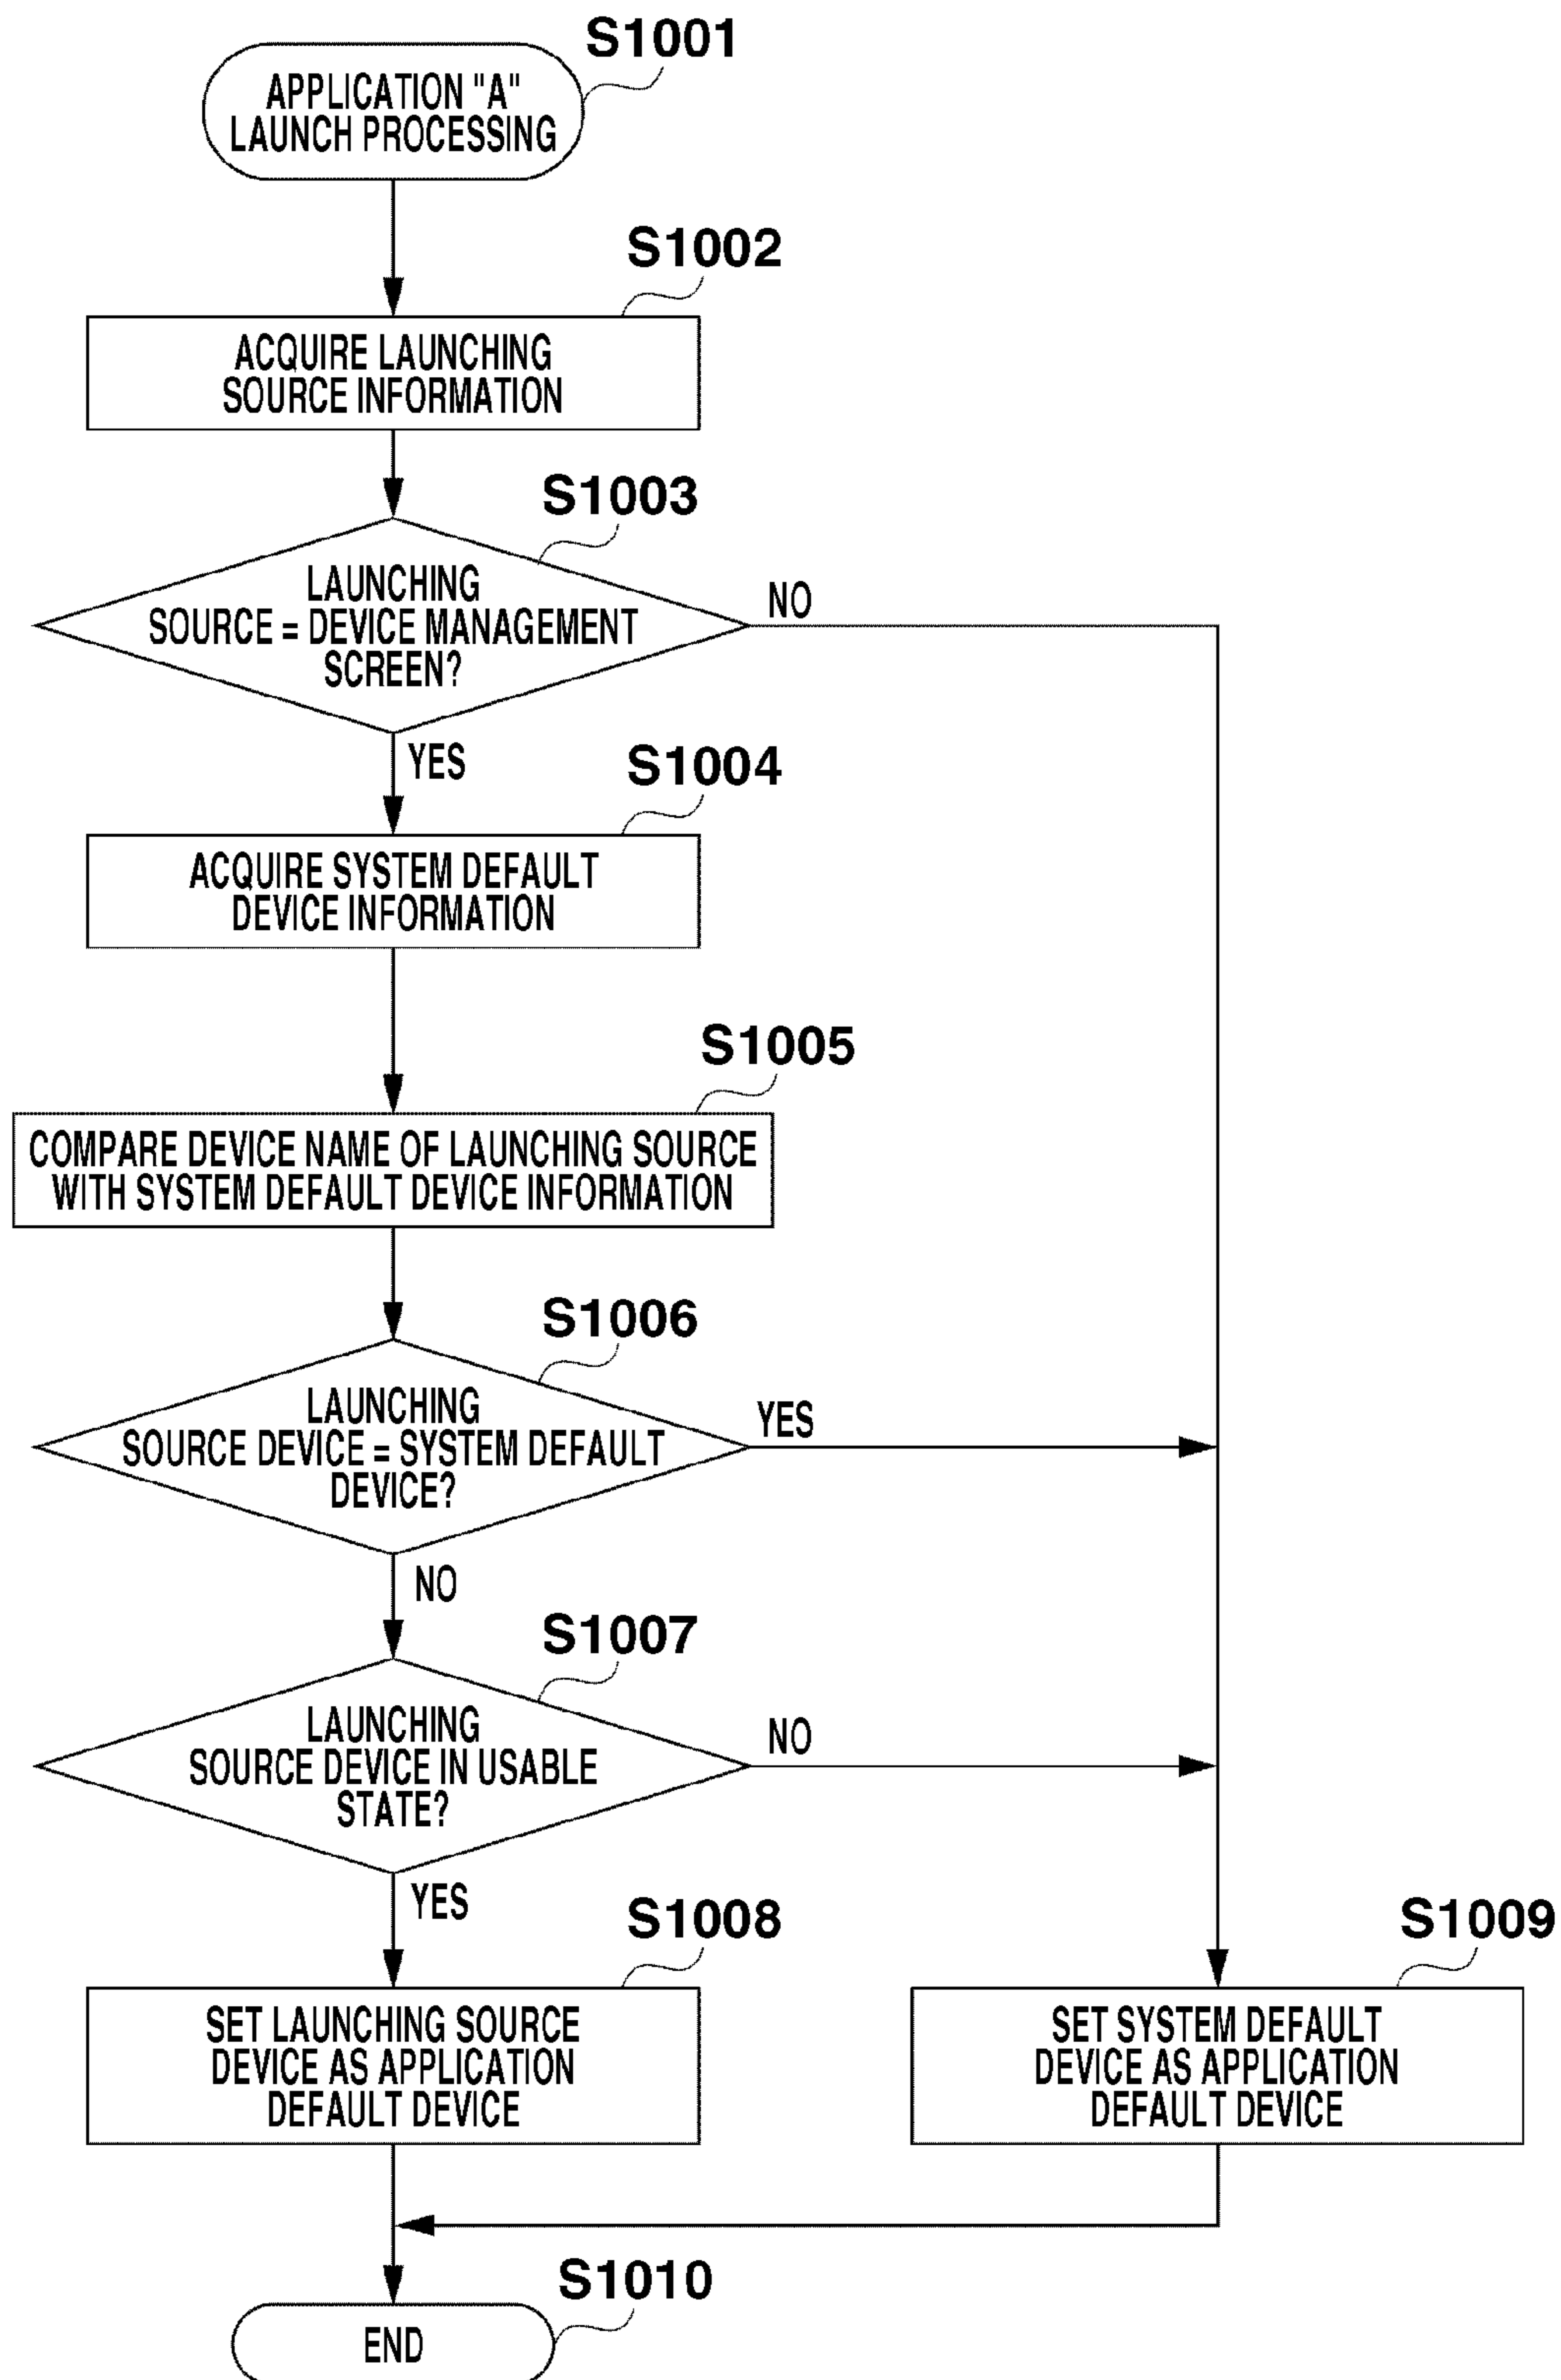 S1001
APPLICATION "A"
LAUNCH PROCESSING
S1002
ACQUIRE LAUNCHING
SOURCE INFORMATION
S1003
LAUNCHING
SOURCE = DEVICE MANAGEMENT
SCREEN?
NO
YES
S1004
ACQUIRE SYSTEM DEFAULT
DEVICE INFORMATION
S1005
COMPARE DEVICE NAME OF LAUNCHING SOURCE
WITH SYSTEM DEFAULT DEVICE INFORMATION
S1006
LAUNCHING
SOURCE DEVICE = SYSTEM DEFAULT
DEVICE?
YES
NO
S1007
LAUNCHING
SOURCE DEVICE IN USABLE
STATE?
NO
YES
S1008
SET LAUNCHING SOURCE
DEVICE AS APPLICATION
DEFAULT DEVICE
S1009
SET SYSTEM DEFAULT
DEVICE AS APPLICATION
DEFAULT DEVICE
S1010
END